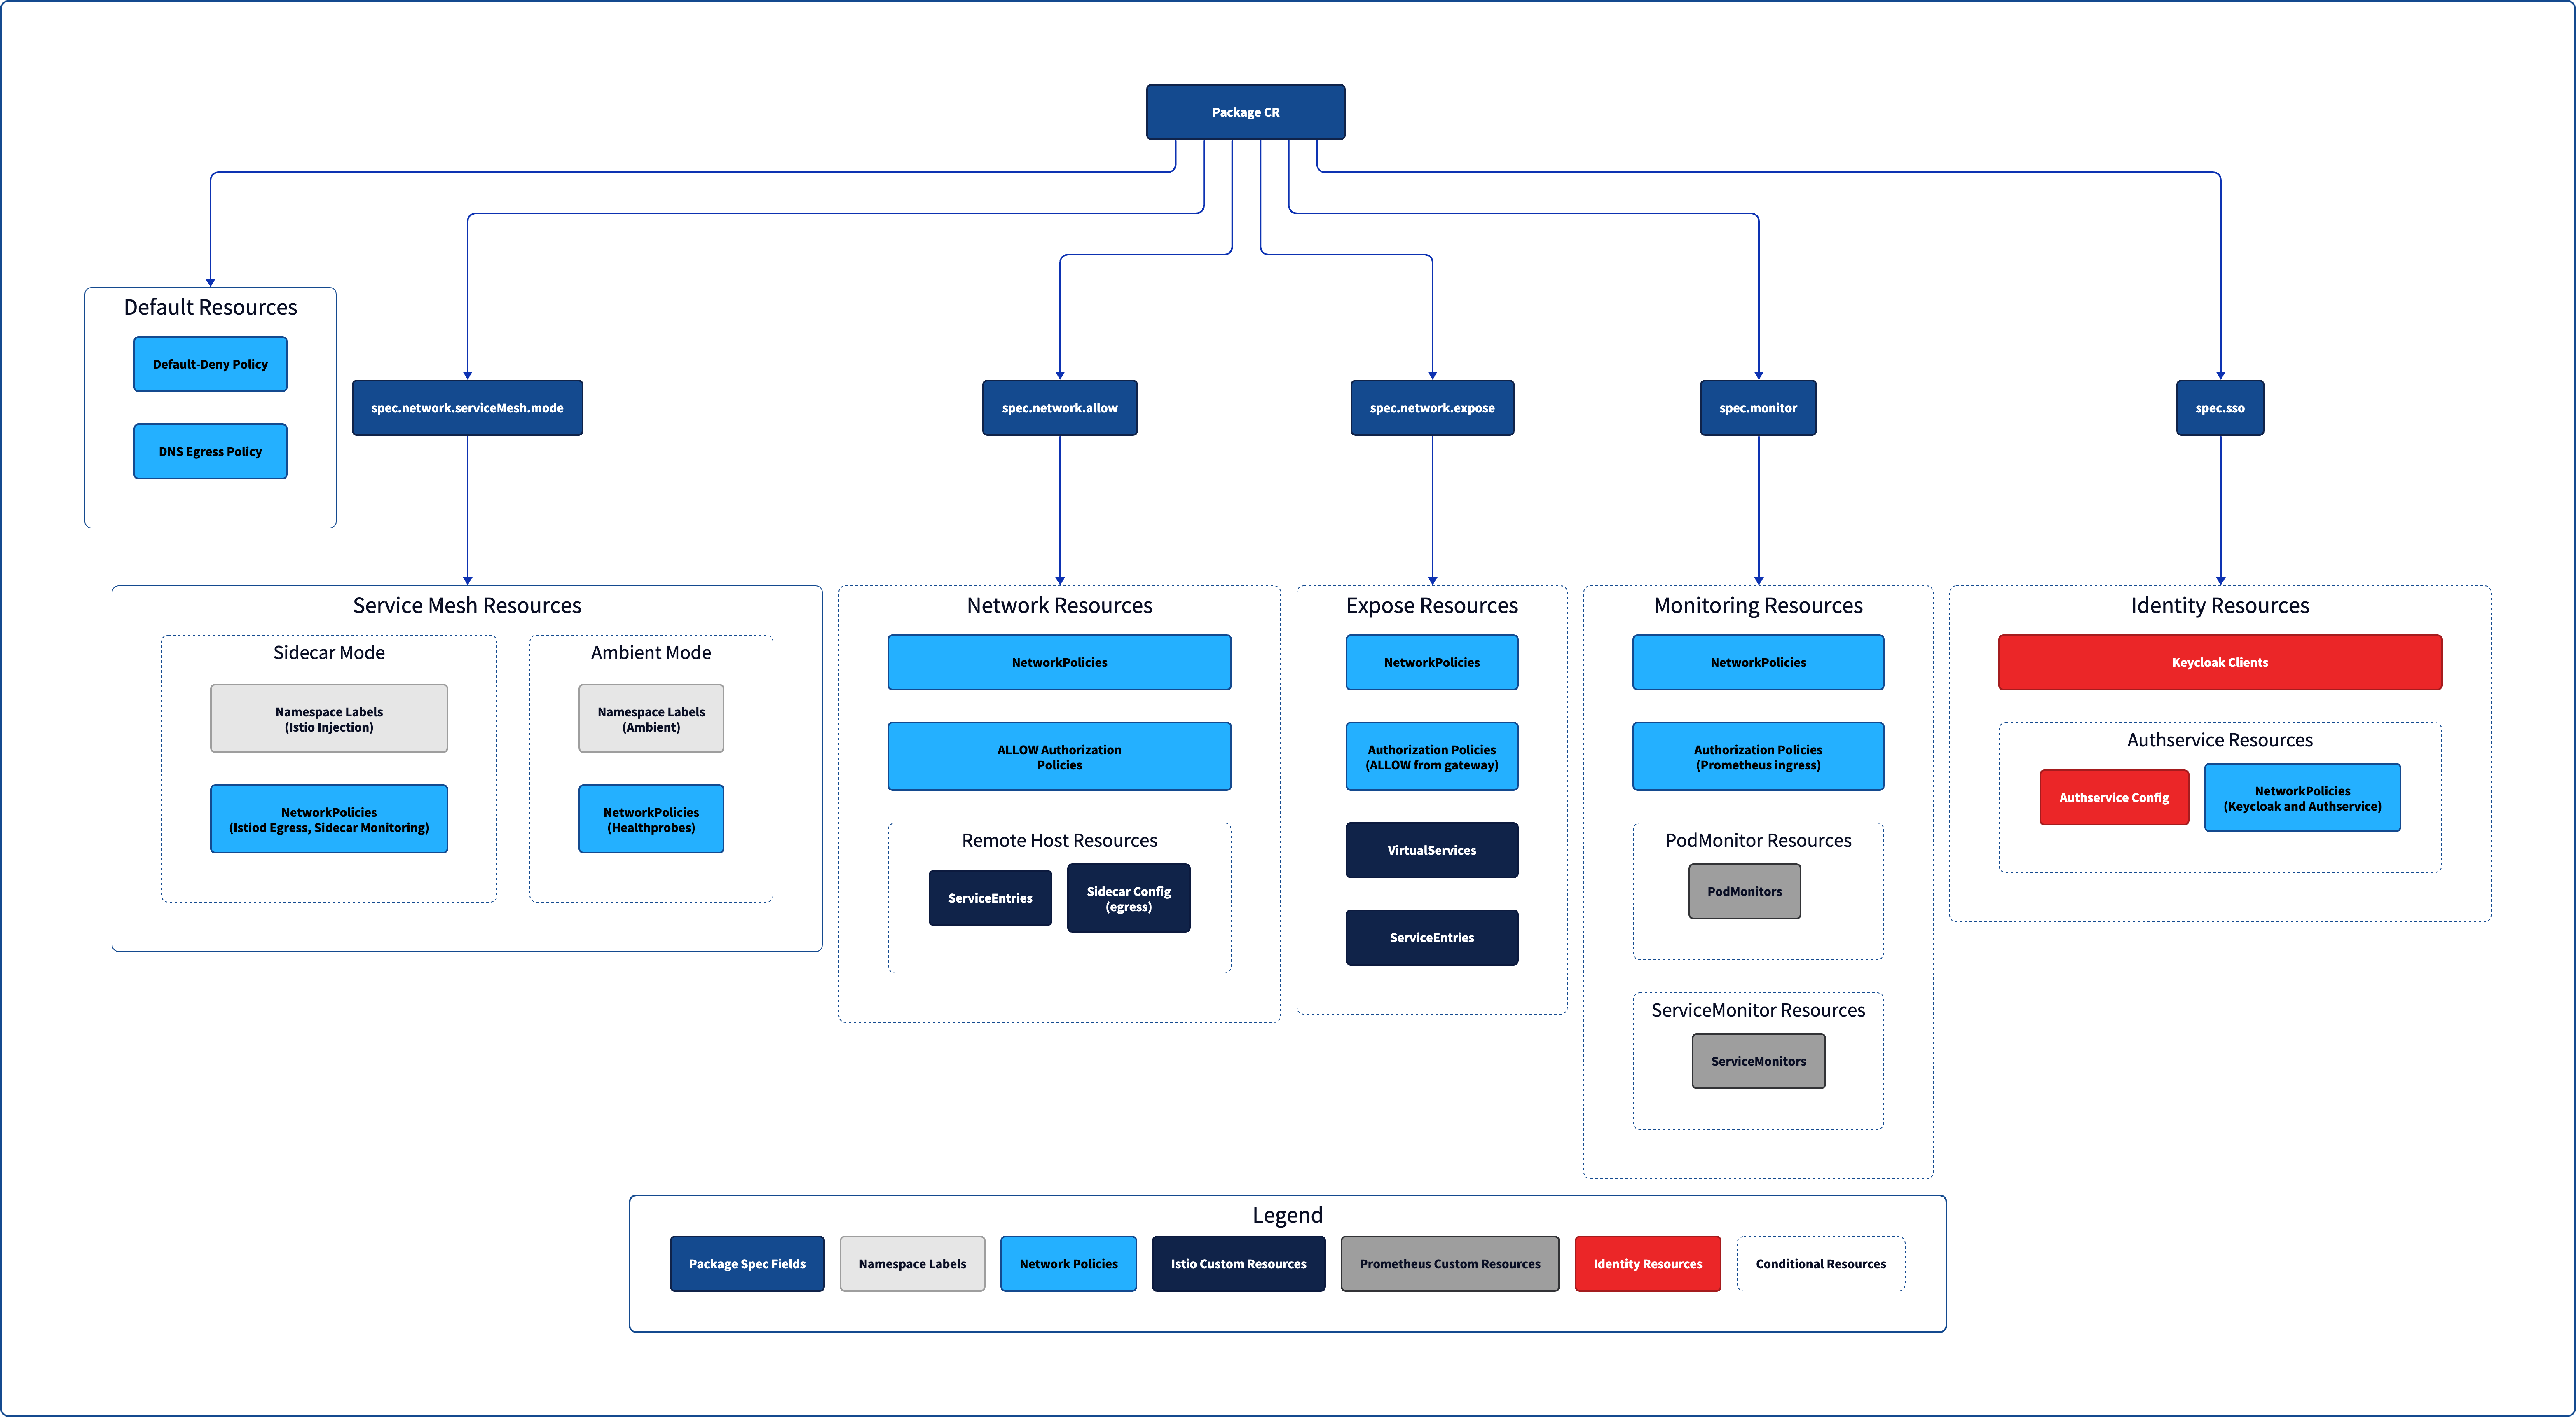 Package CR
Default Resources
Default-Deny Policy
DNS Egress Policy
spec.network.serviceMesh.mode
spec.network.allow
spec.network.expose
spec.monitor
spec.sso
Service Mesh Resources
Sidecar Mode
Namespace Labels
(Istio Injection)
NetworkPolicies
(Istiod Egress, Sidecar Monitoring)
Ambient Mode
Namespace Labels
(Ambient)
NetworkPolicies
(Healthprobes)
Network Resources
NetworkPolicies
ALLOW Authorization
Policies
Remote Host Resources
ServiceEntries
Sidecar Config
(egress)
Expose Resources
NetworkPolicies
Authorization Policies
(ALLOW from gateway)
VirtualServices
ServiceEntries
Monitoring Resources
NetworkPolicies
Authorization Policies
(Prometheus ingress)
PodMonitor Resources
PodMonitors
ServiceMonitor Resources
ServiceMonitors
Identity Resources
Keycloak Clients
Authservice Resources
Authservice Config
NetworkPolicies
(Keycloak and Authservice)
Legend
Package Spec Fields
Namespace Labels
Network Policies
Istio Custom Resources
Prometheus Custom Resources
Identity Resources
Conditional Resources